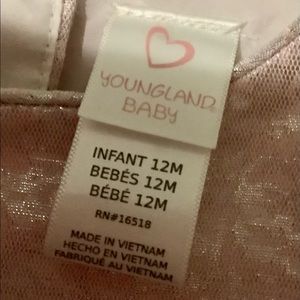 YOUNGLAND
BABY
INFANT 12M
BEBÉS 12M
BÉBÉ 12M
RN#16518
MADE IN VIETNAM
HECHO EN VIETNAM
FABRIQUÉ AU VIETNAM